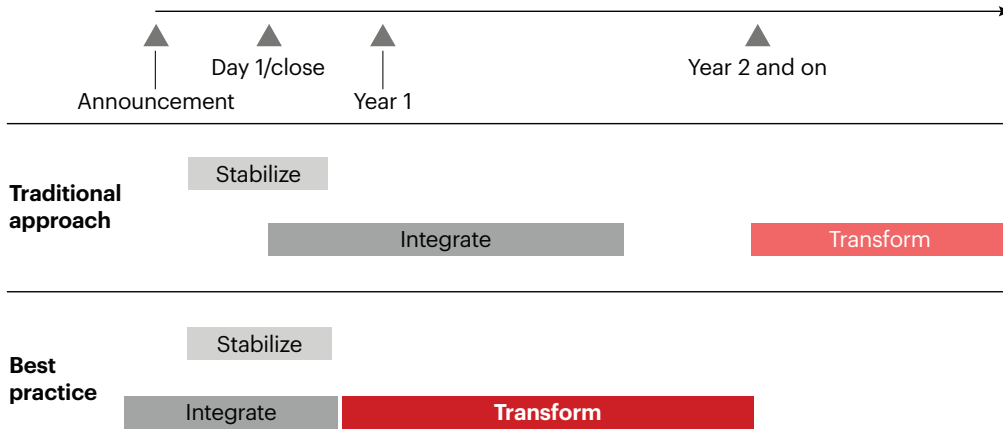 Day 1/close
Year 2 and on
Announcement
Year 1
Stabilize
Traditional
approach
Integrate
Transform
Stabilize
Best
practice
Integrate
Transform